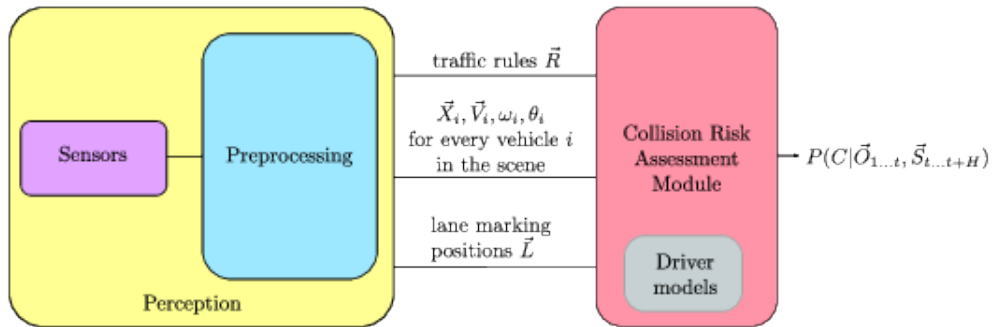 traffic rules $\vec{R}$
$\vec{X}_i, \vec{V}_i, \omega_i, \theta_i$
for every vehicle $i$
in the scene
Sensors
Preprocessing
Collision Risk
Assessment
Module
$P(C|\vec{O}_{1...t}, \vec{S}_{t...t+H})$
lane marking
positions $\vec{L}$
Driver
models
Perception